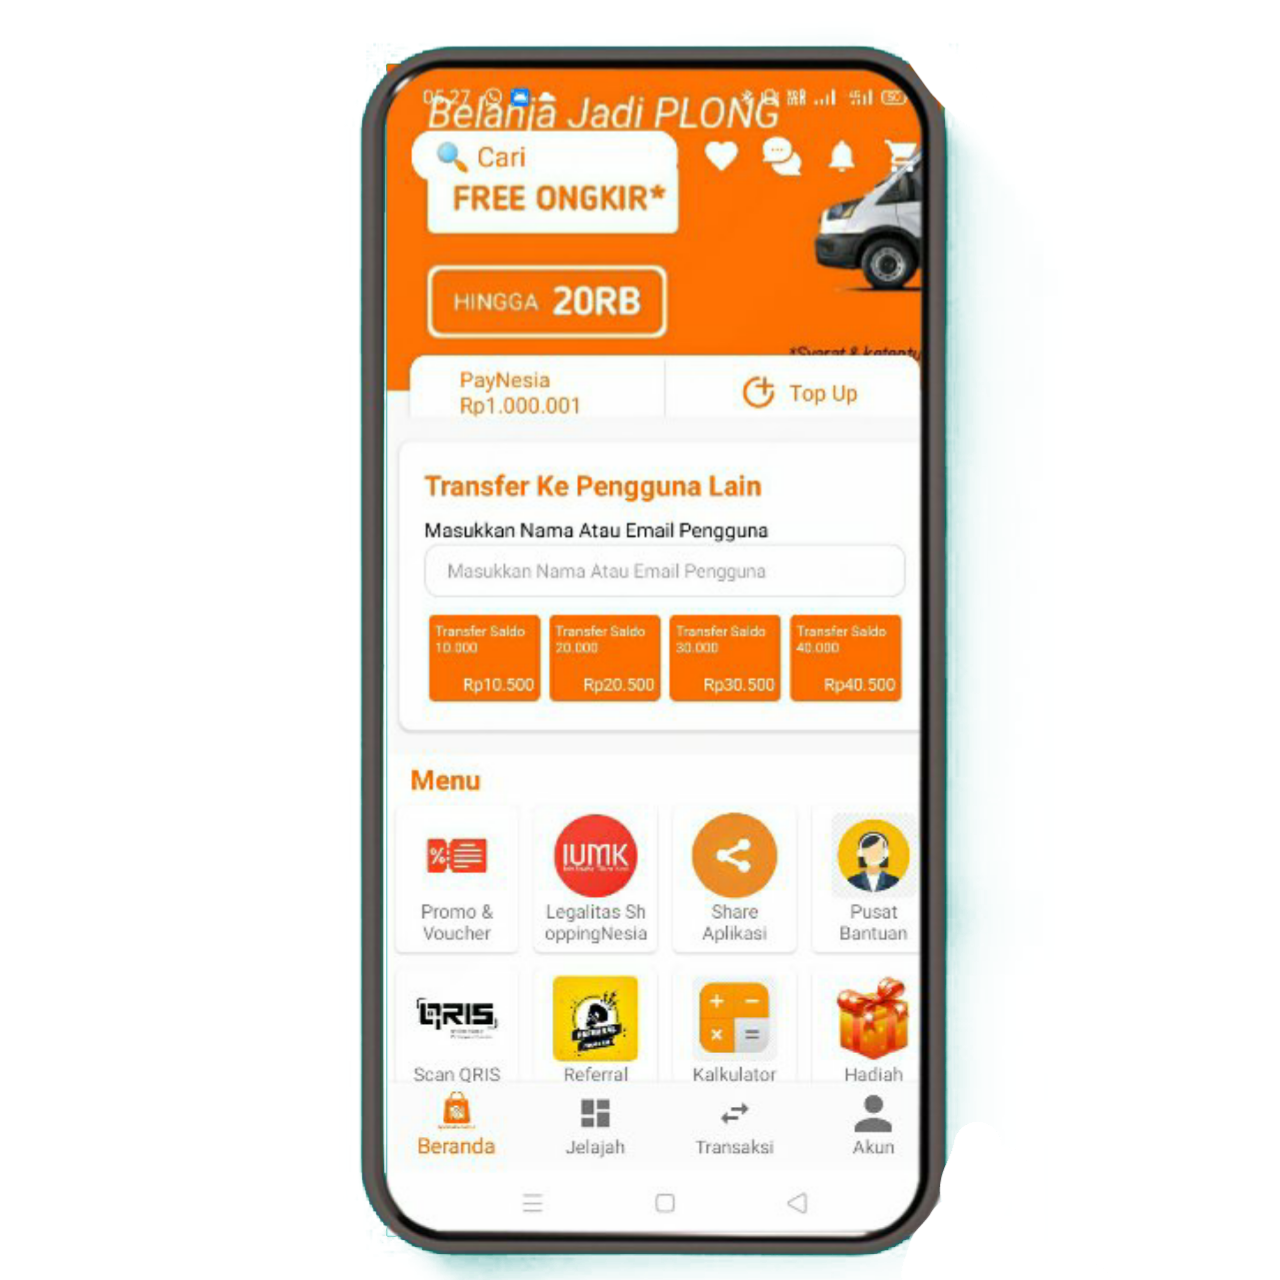 05.27
Belanja Jadi PLONG
Cari
FREE ONGKIR*
HINGGA 20RB
*Syarat & ketentu
PayNesia
Rp1.000.001
Top Up
Transfer Ke Pengguna Lain
Masukkan Nama Atau Email Pengguna
Masukkan Nama Atau Email Pengguna
Transfer Saldo
10.000
Rp10.500
Transfer Saldo
20.000
Rp20.500
Transfer Saldo
30.000
Rp30.500
Transfer Saldo
40.000
Rp40.500
Menu
Promo &
Voucher
IUMK
Legalitas Sh
oppingNesia
Share
Aplikasi
Pusat
Bantuan
QRIS
Scan QRIS
Referral
Kalkulator
Hadiah
Beranda
Jelajah
Transaksi
Akun